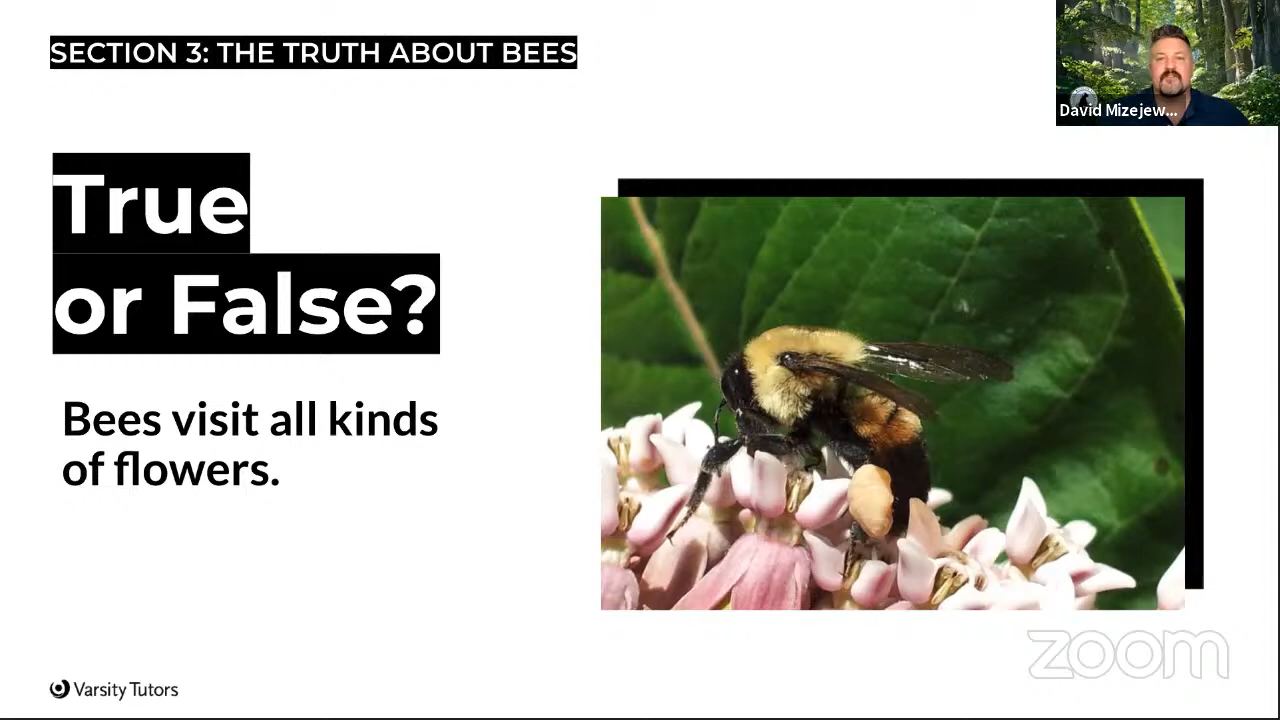 SECTION 3: THE TRUTH ABOUT BEES
David Mizejew...
True
or False?
Bees visit all kinds
of flowers.
zoom
Varsity Tutors